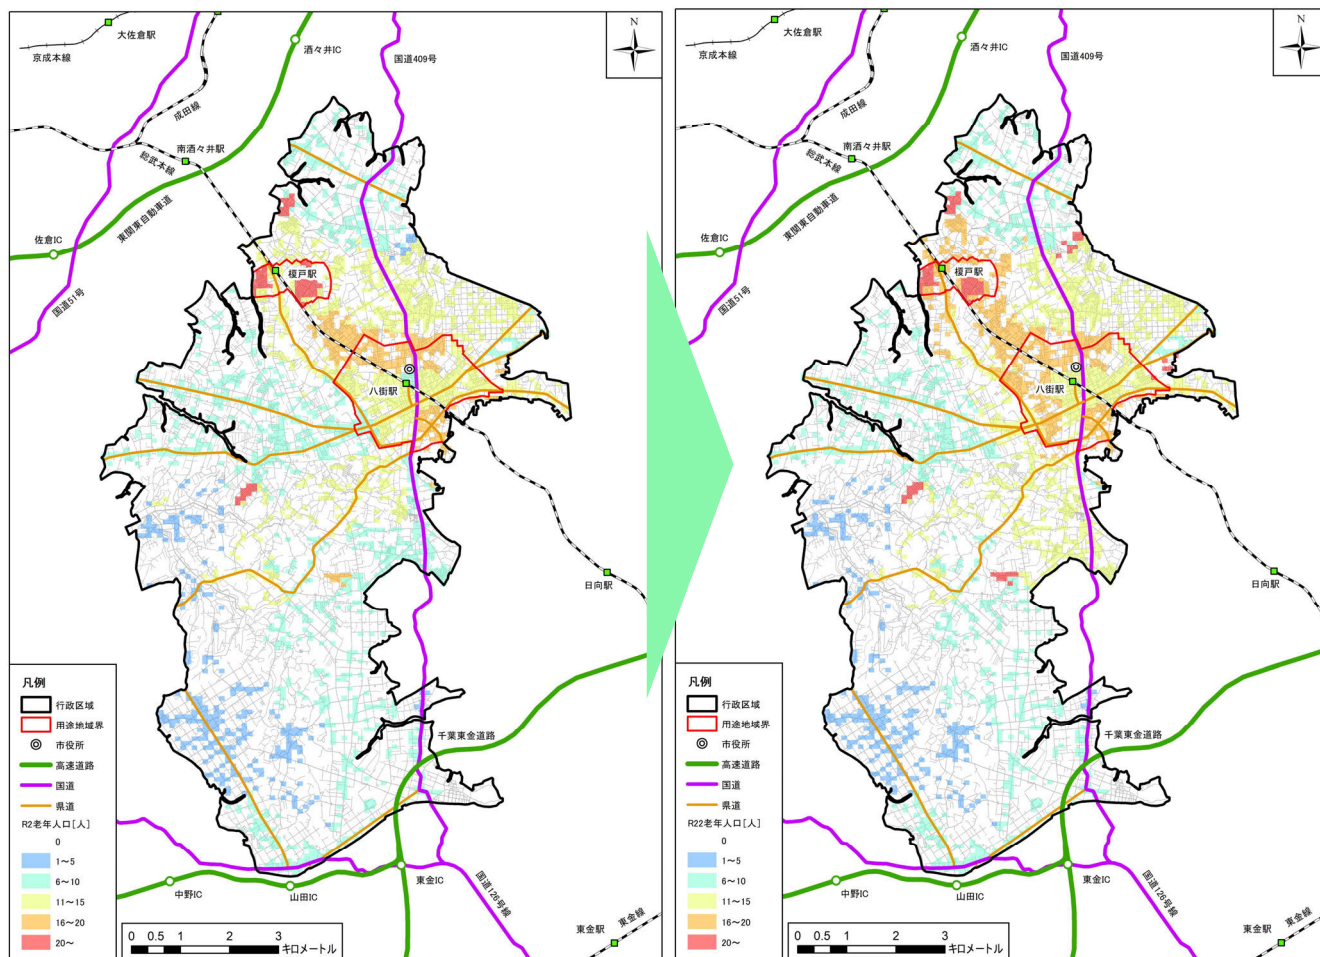 N
大佐倉駅
京成本線
酒々井IC
国道409号
成田線
南酒々井駅
総武本線
東関東自動車道
佐倉IC
国道51号
榎戸駅
八街駅
日向駅
千葉東金道路
東金IC
国道126号線
中野IC
山田IC
東金線
東金駅
凡例
行政区域
用途地域界
市役所
高速道路
国道
県道
R2老年人口[人]
0
1～5
6～10
11～15
16～20
20～
0 0.5 1 2 3
キロメートル
N
大佐倉駅
京成本線
酒々井IC
国道409号
成田線
南酒々井駅
総武本線
東関東自動車道
佐倉IC
国道51号
榎戸駅
八街駅
日向駅
千葉東金道路
東金IC
国道126号線
中野IC
山田IC
東金線
東金駅
凡例
行政区域
用途地域界
市役所
高速道路
国道
県道
R22老年人口[人]
0
1～5
6～10
11～15
16～20
20～
0 0.5 1 2 3
キロメートル